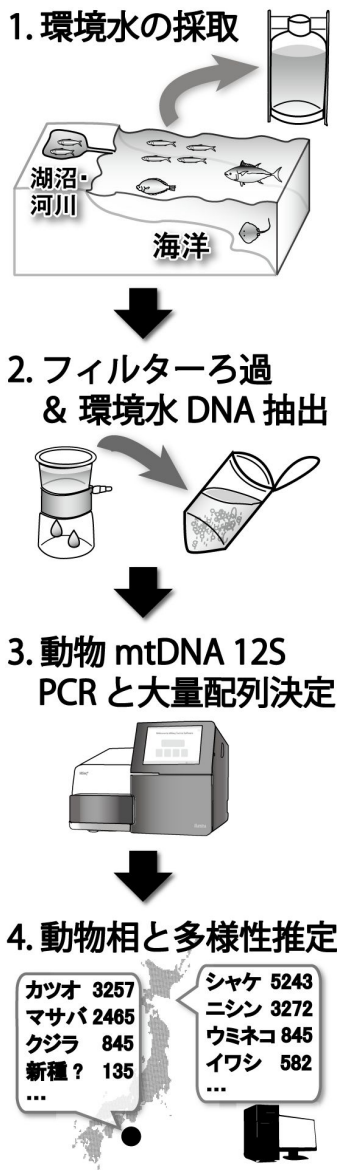 1. 環境水の採取
湖沼・
河川
海洋
2. フィルターろ過
& 環境水 DNA 抽出
3. 動物 mtDNA 12S
PCR と大量配列決定
4. 動物相と多様性推定
カツオ 3257
マサバ 2465
クジラ 845
新種？ 135
...
シャケ 5243
ニシン 3272
ウミネコ 845
イワシ 582
...